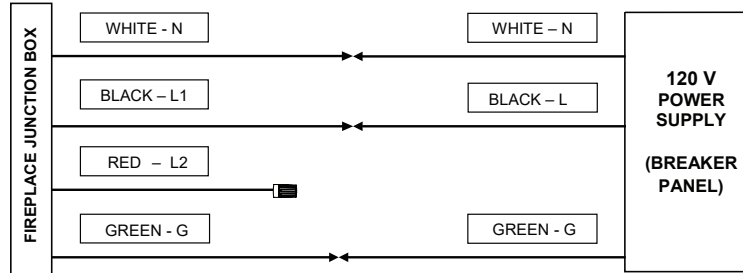 FIREPLACE JUNCTION BOX
WHITE - N
WHITE – N
BLACK – L1
BLACK – L
RED – L2
GREEN - G
GREEN - G
120 V
POWER
SUPPLY
(BREAKER
PANEL)